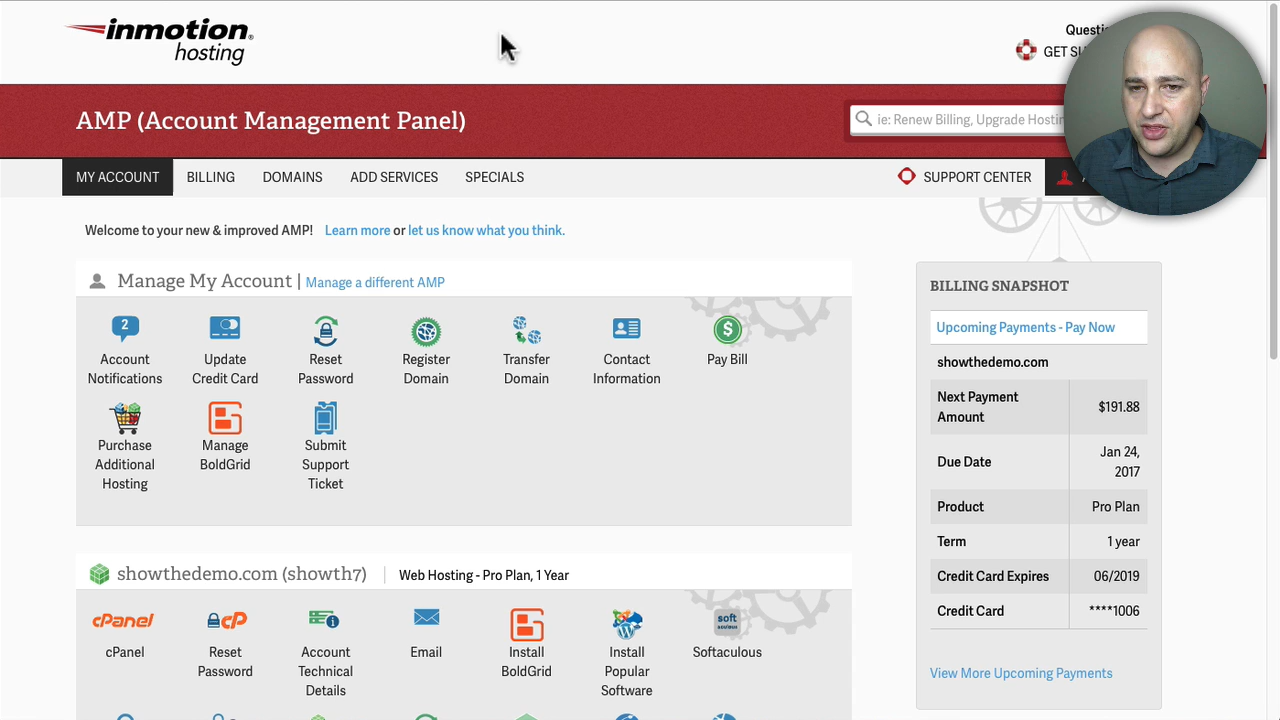 inmotion
hosting
GET
AMP (Account Management Panel)
ie: Renew Billing, Upgrade Hosting
MY ACCOUNT
BILLING
DOMAINS
ADD SERVICES
SPECIALS
SUPPORT CENTER
Welcome to your new & improved AMP! Learn more or let us know what you think.
Manage My Account | Manage a different AMP
2
Account
Notifications
Update
Credit Card
Reset
Password
Register
Domain
Transfer
Domain
Contact
Information
$
Pay Bill
Purchase
Additional
Hosting
Manage
BoldGrid
Submit
Support
Ticket
showthedemo.com (showth7) | Web Hosting - Pro Plan, 1 Year
cPanel
cPanel
cP
Reset
Password
Account
Technical
Details
Email
Install
BoldGrid
Install
Popular
Software
soft
aculous
Softaculous
BILLING SNAPSHOT
Upcoming Payments - Pay Now
showthedemo.com
Next Payment
Amount
$191.88
Due Date
Jan 24,
2017
Product
Pro Plan
Term
1 year
Credit Card Expires
06/2019
Credit Card
****1006
View More Upcoming Payments